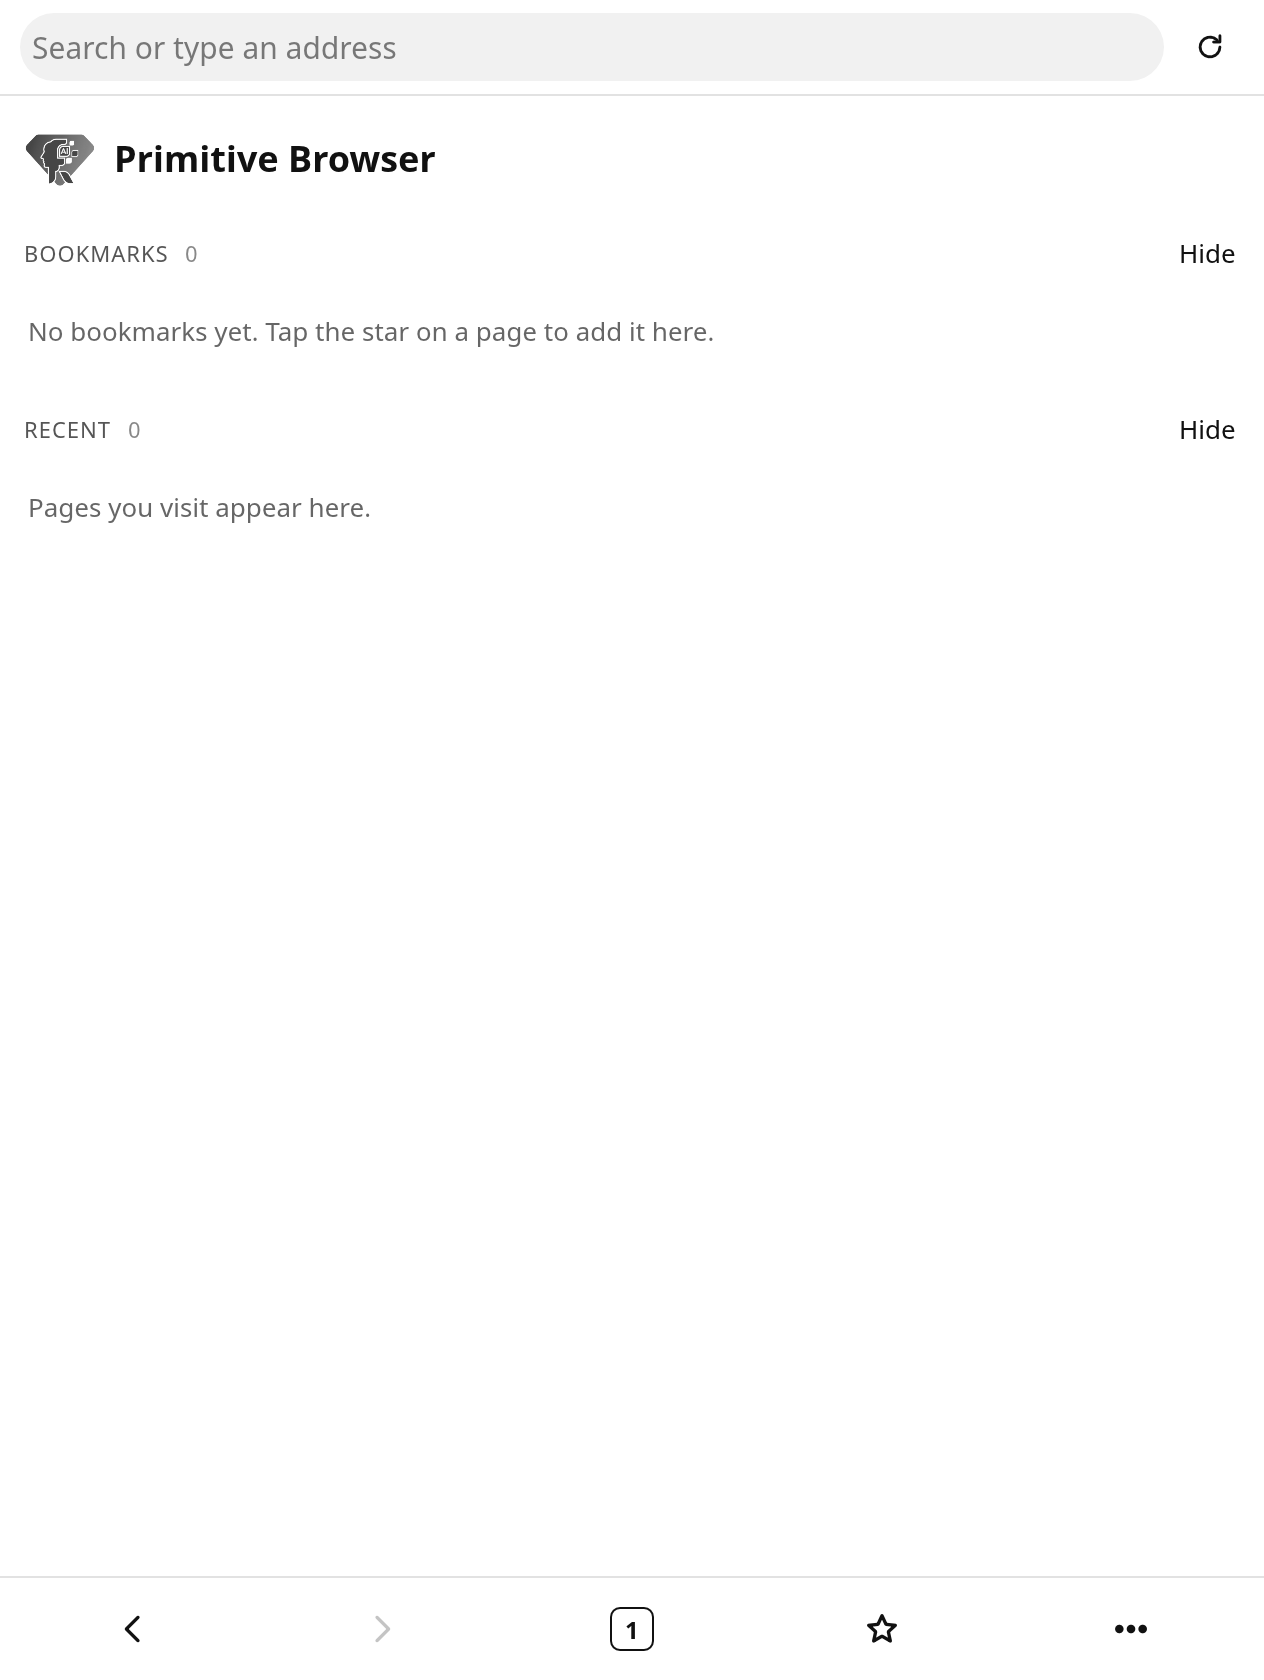 Search or type an address
AI
Primitive Browser
BOOKMARKS 0
Hide
No bookmarks yet. Tap the star on a page to add it here.
RECENT 0
Hide
Pages you visit appear here.
1